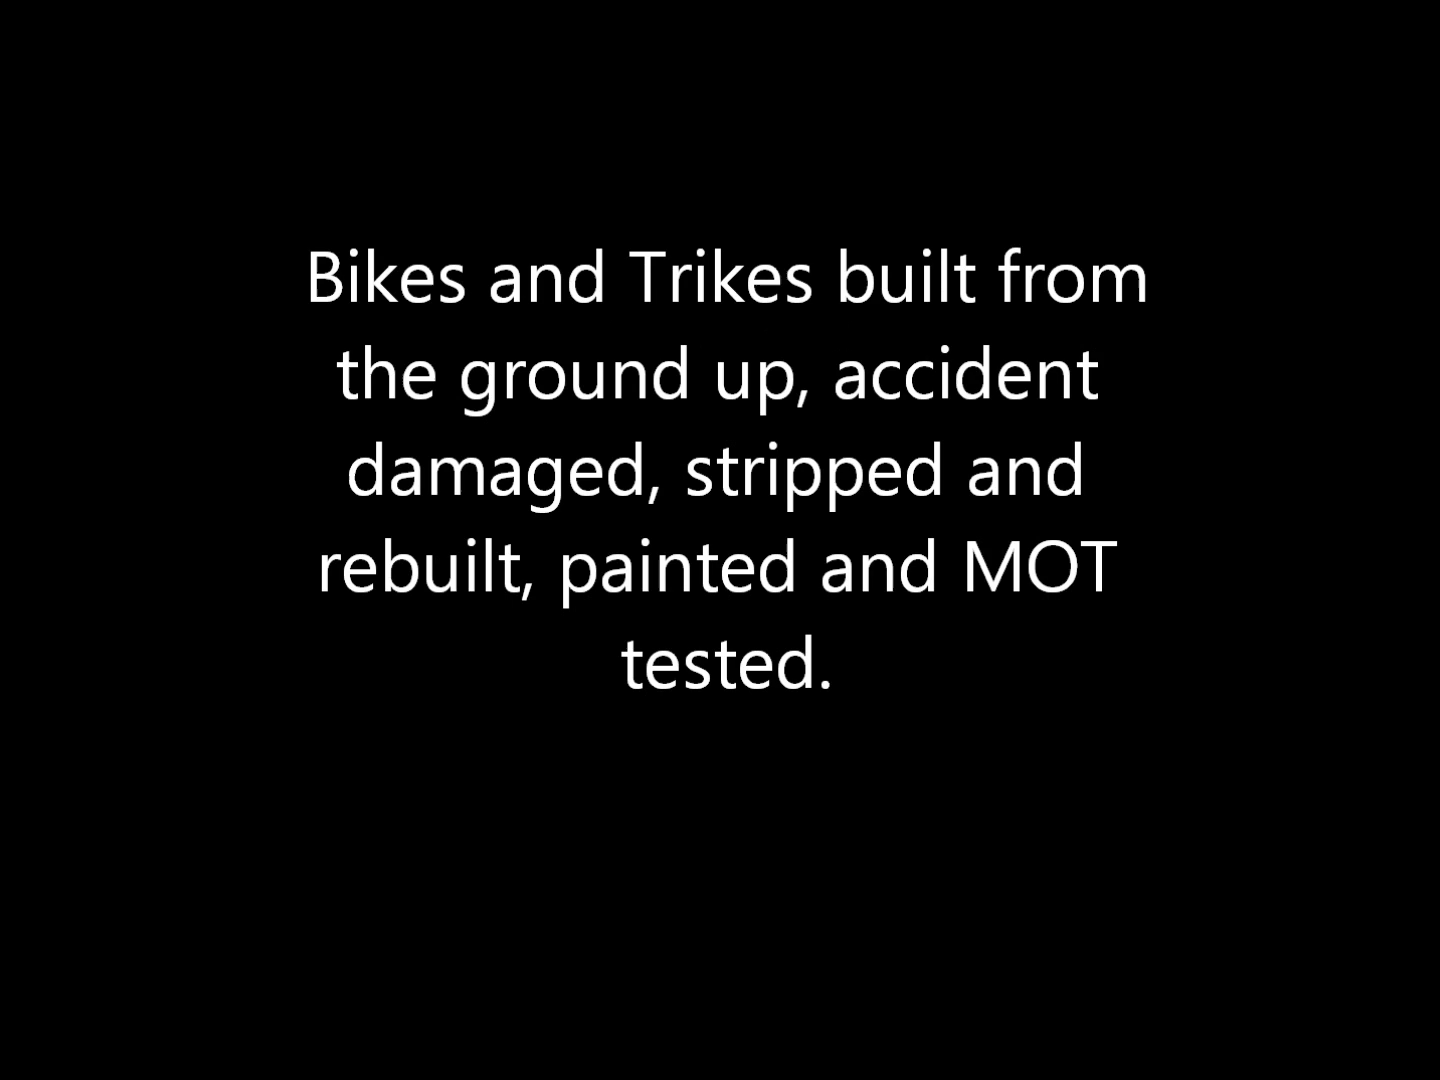 Bikes and Trikes built from
the ground up, accident
damaged, stripped and
rebuilt, painted and MOT
tested.